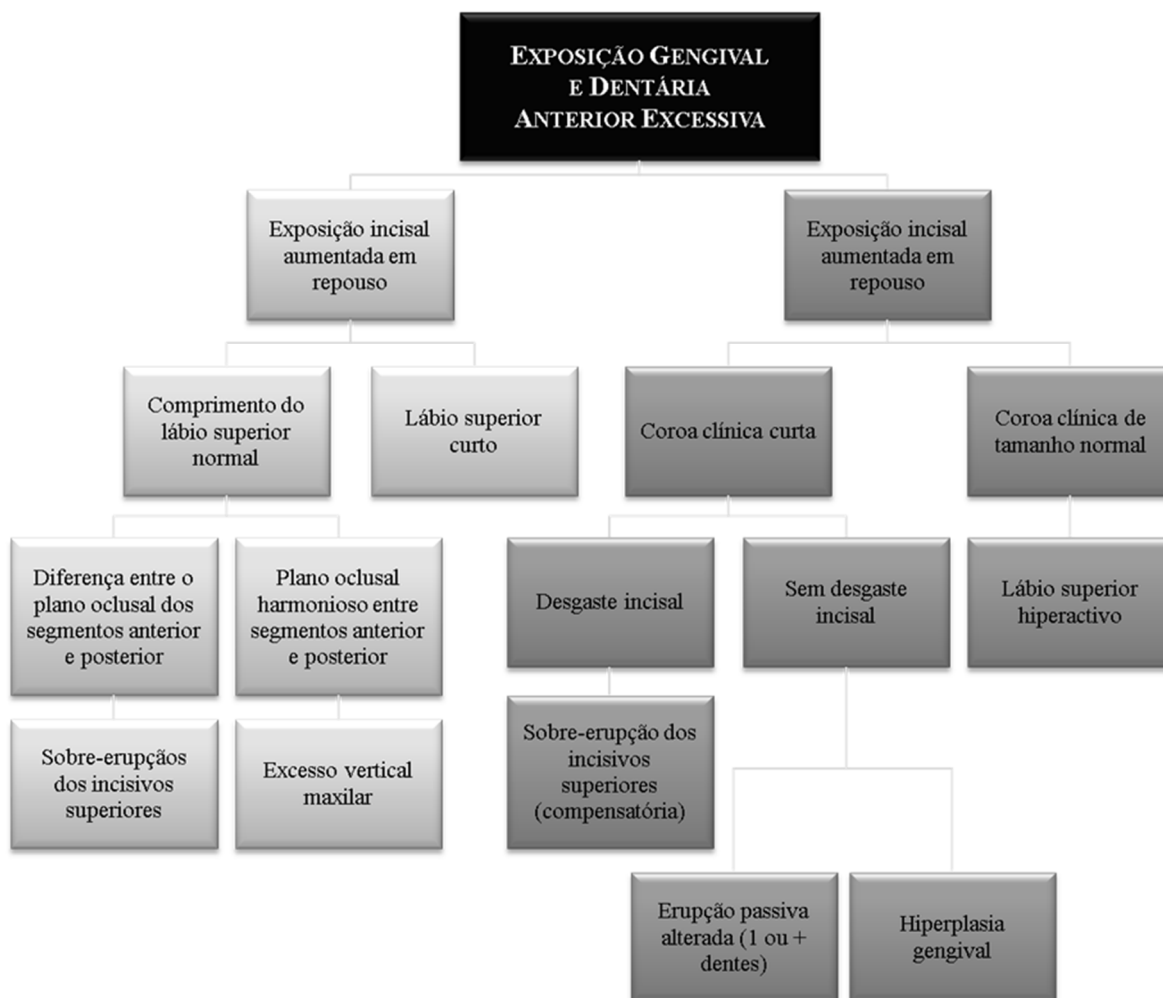 EXPOSIÇÃO GENGIVAL
E DENTÁRIA
ANTERIOR EXCESSIVA
Exposição incisal
aumentada em
repouso
Exposição incisal
aumentada em
repouso
Comprimento do
lábio superior
normal
Lábio superior
curto
Coroa clínica curta
Coroa clínica de
tamanho normal
Diferença entre o
plano oclusal dos
segmentos anterior
e posterior
Plano oclusal
harmonioso entre
segmentos anterior
e posterior
Desgaste incisal
Sem desgaste
incisal
Lábio superior
hiperactivo
Sobre-erupçãos
dos incisivos
superiores
Excesso vertical
maxilar
Sobre-erupção dos
incisivos
superiores
(compensatória)
Erupção passiva
alterada (1 ou +
dentes)
Hiperplasia
gengival